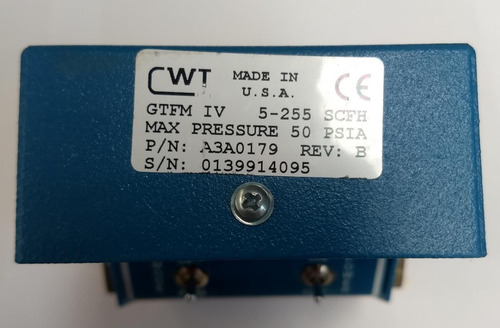 CWT
MADE IN
U.S.A.
CE
GTFM IV 5-255 SCFH
MAX PRESSURE 50 PSIA
P/N: A3A0179 REV: B
S/N: 0139914095